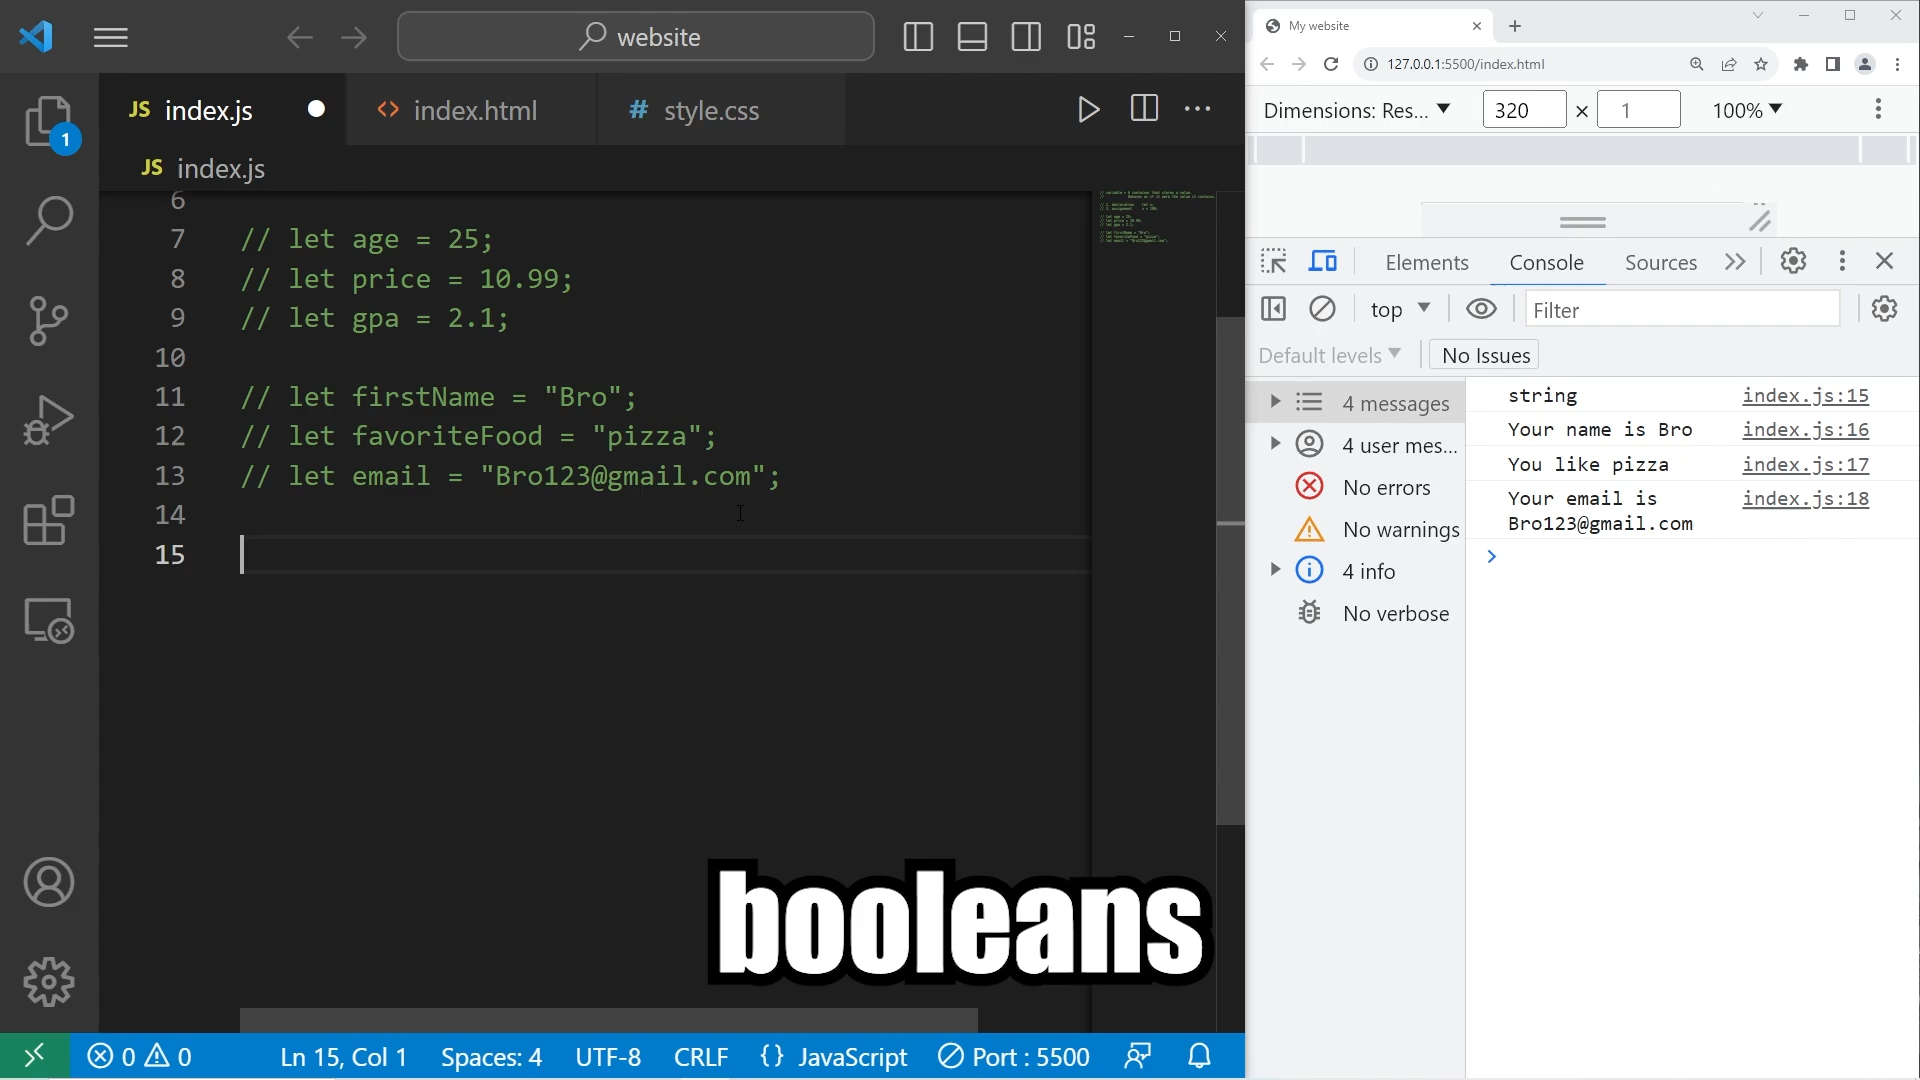 website
JS index.js
index.html
# style.css
JS index.js
6
7 // let age = 25;
8 // let price = 10.99;
9 // let gpa = 2.1;
10
11 // let firstName = "Bro";
12 // let favoriteFood = "pizza";
13 // let email = "Bro123@gmail.com";
14
15
1
booleans
0 0 Ln 15, Col 1 Spaces: 4 UTF-8 CRLF {} JavaScript Port : 5500
My website
127.0.0.1:5500/index.html
Dimensions: Res... 320 × 1 100%
Elements Console Sources
top Filter
Default levels No Issues
4 messages
4 user mes...
No errors
No warnings
4 info
No verbose
string index.js:15
Your name is Bro index.js:16
You like pizza index.js:17
Your email is index.js:18
Bro123@gmail.com